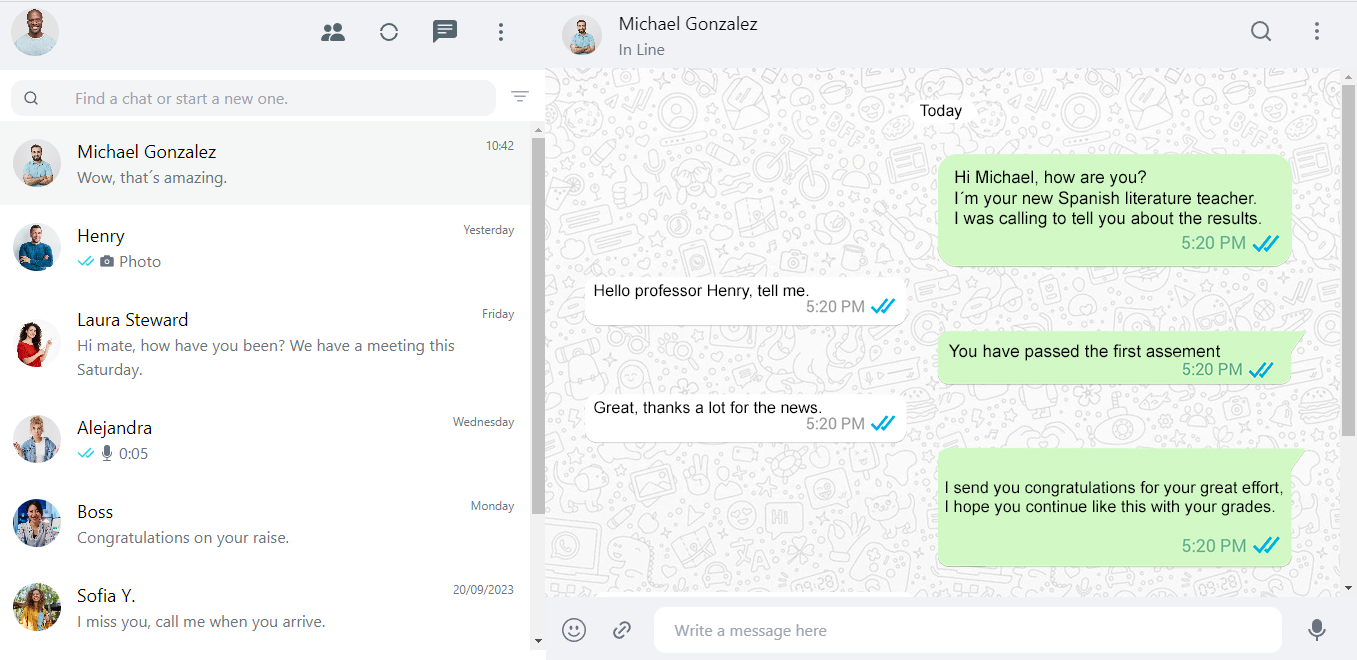 Find a chat or start a new one.
Michael Gonzalez
10:42
Wow, that´s amazing.
Henry
Yesterday
Photo
Laura Steward
Friday
Hi mate, how have you been? We have a meeting this
Saturday.
Alejandra
Wednesday
0:05
Boss
Monday
Congratulations on your raise.
Sofia Y.
20/09/2023
I miss you, call me when you arrive.
Michael Gonzalez
In Line
Today
Hi Michael, how are you?
I´m your new Spanish literature teacher.
I was calling to tell you about the results.
5:20 PM
Hello professor Henry, tell me.
5:20 PM
You have passed the first assement
5:20 PM
Great, thanks a lot for the news.
5:20 PM
I send you congratulations for your great effort,
I hope you continue like this with your grades.
5:20 PM
Hi
09:28
Write a message here